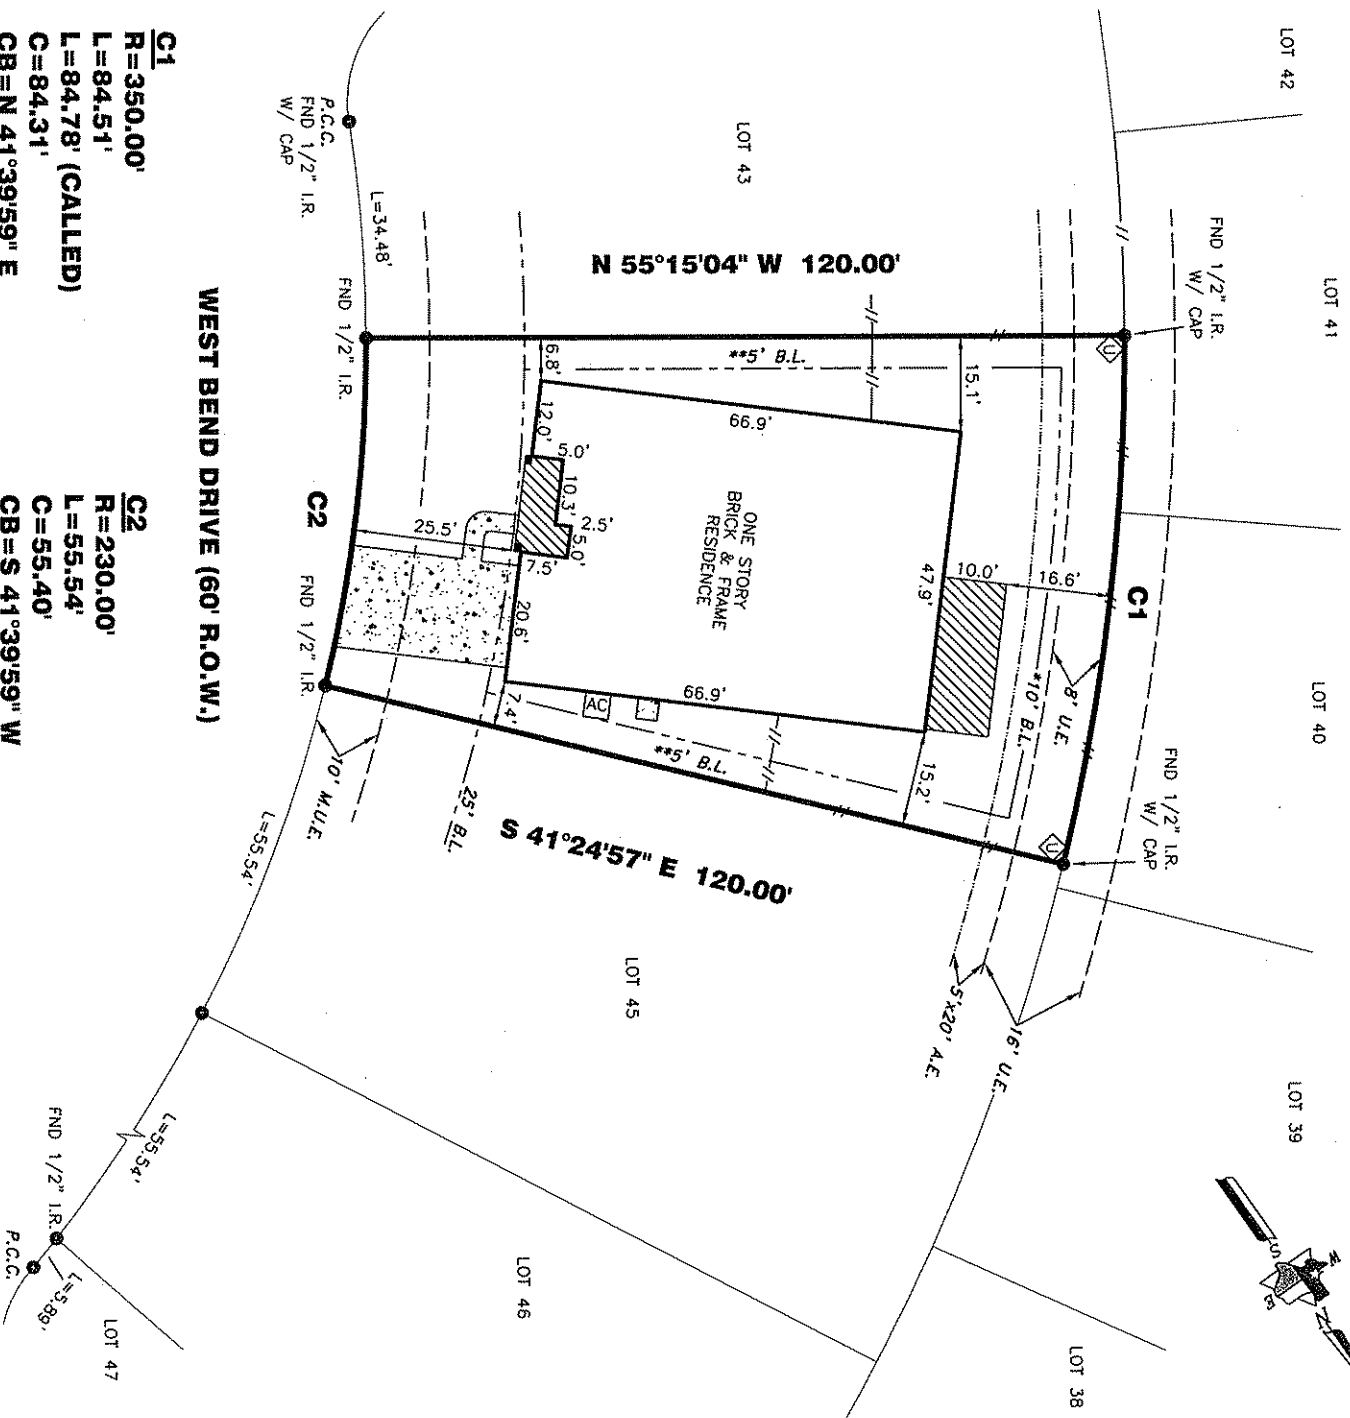 C1
R=350.00'
L=84.51'
L=84.78' (CALLED)
C=84.31'
CB=N 41°39'59" E
C2
R=230.00'
L=55.54'
C=55.40'
CB=S 41°39'59" W
WEST BEND DRIVE (60' R.O.W.)
LOT 42
LOT 41
LOT 40
LOT 39
LOT 38
LOT 43
LOT 45
LOT 46
LOT 47
P.C.C.
FND 1/2" I.R.
W/ CAP
L=34.48'
FND 1/2" I.R.
C2
FND 1/2" I.R.
N 55°15'04" W 120.00'
FND 1/2" I.R.
W/ CAP
U
**5' B.L.
15.1'
6.8'
12.0'
66.9'
5.0'
10.3'
2.5'
5.0'
7.5'
25.5'
20.6'
ONE STORY
BRICK & FRAME
RESIDENCE
47.9'
10.0'
16.6'
C1
8' U.E.
*10' B.L.
66.9'
AC
7.4'
**5' B.L.
15.2'
U
FND 1/2" I.R.
W/ CAP
S 41°24'57" E 120.00'
10' M.U.E.
25' B.L.
16' U.E.
5'x20' A.E.
L=55.54'
L=55.54'
FND 1/2" I.R.
L=5.89'
P.C.C.
S
W
E
N